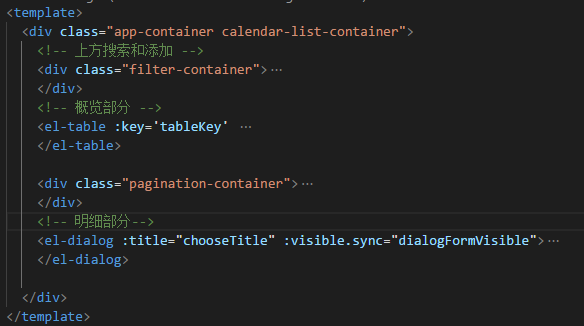 <template>
<div class="app-container calendar-list-container">
<!-- 上方搜索和添加 -->
<div class="filter-container">…
</div>
<!-- 概览部分 -->
<el-table :key='tableKey' …
</el-table>
<div class="pagination-container">…
</div>
<!-- 明细部分-->
<el-dialog :title="chooseTitle" :visible.sync="dialogFormVisible">…
</el-dialog>
</div>
</template>